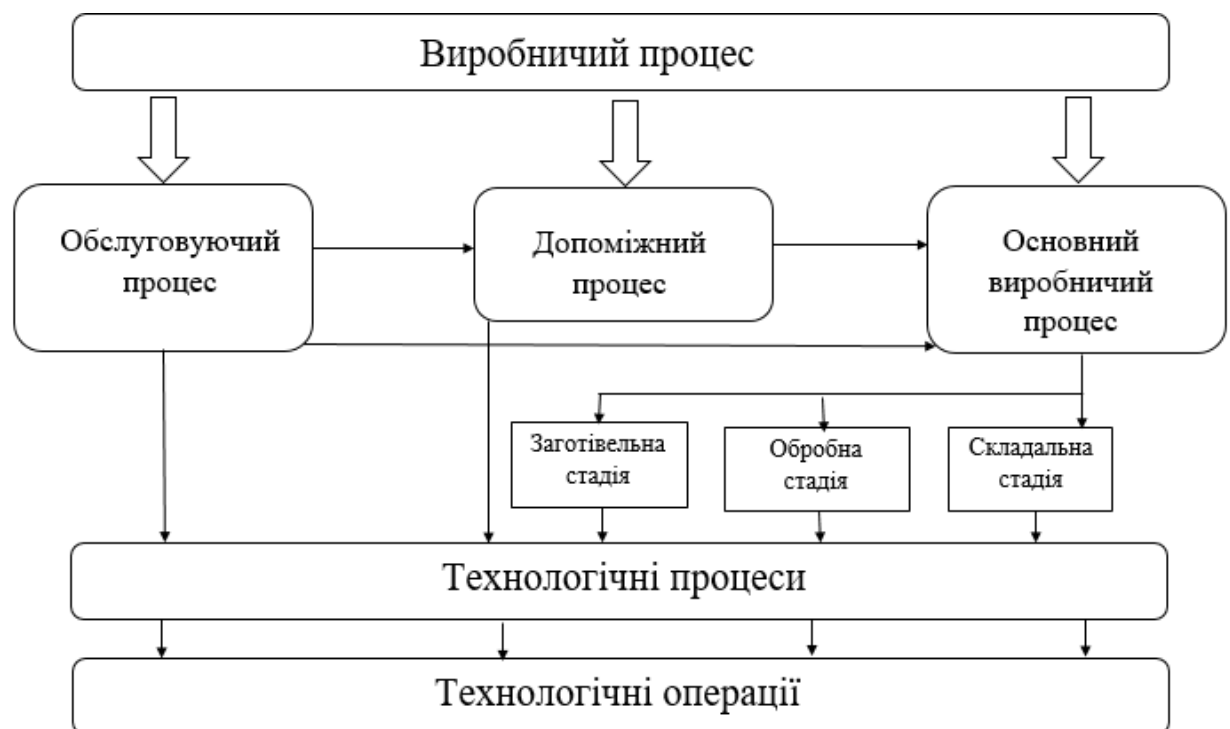 Виробничий процес
Обслуговуючий
процес
Допоміжний
процес
Основний
виробничий
процес
Заготівельна
стадія
Обробна
стадія
Складальна
стадія
Технологічні процеси
Технологічні операції